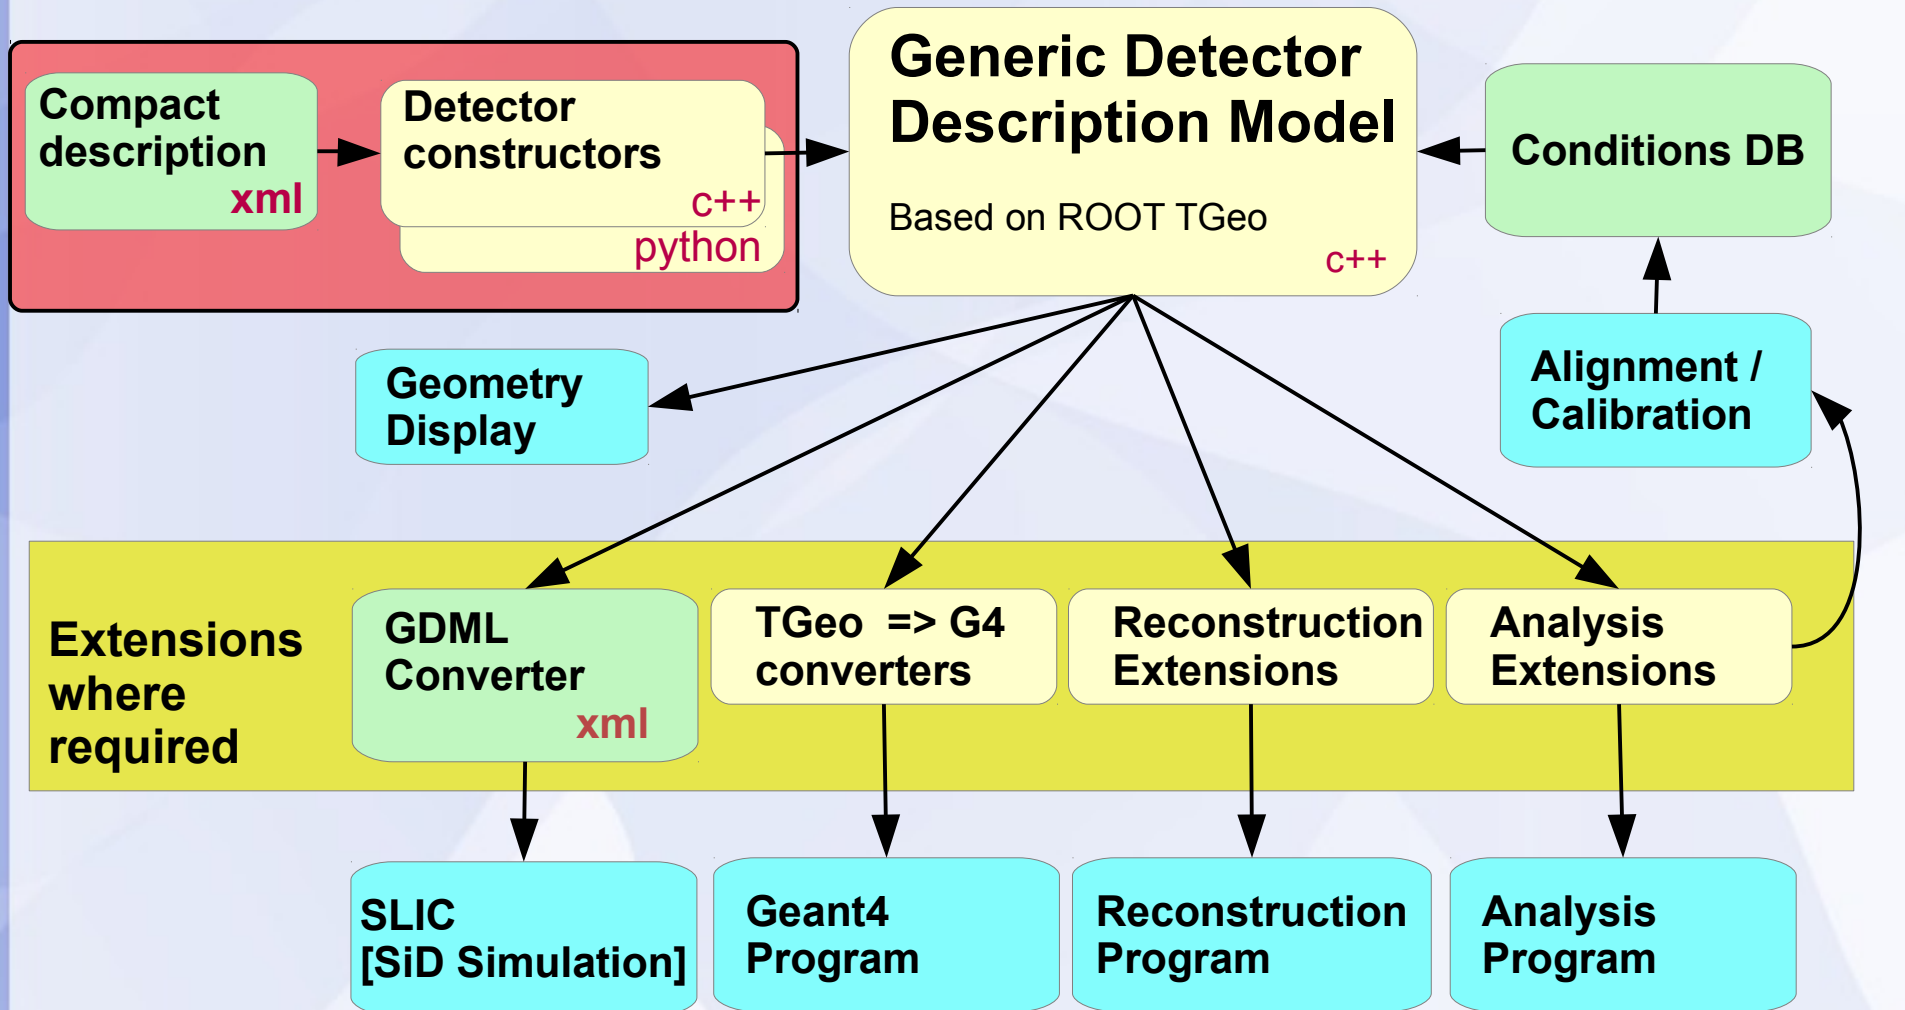 Compact
description
xml
Detector
constructors
c++
python
Generic Detector
Description Model
Based on ROOT TGeo
c++
Conditions DB
Geometry
Display
Alignment /
Calibration
Extensions
where
required
GDML
Converter
xml
TGeo => G4
converters
Reconstruction
Extensions
Analysis
Extensions
SLIC
[SiD Simulation]
Geant4
Program
Reconstruction
Program
Analysis
Program